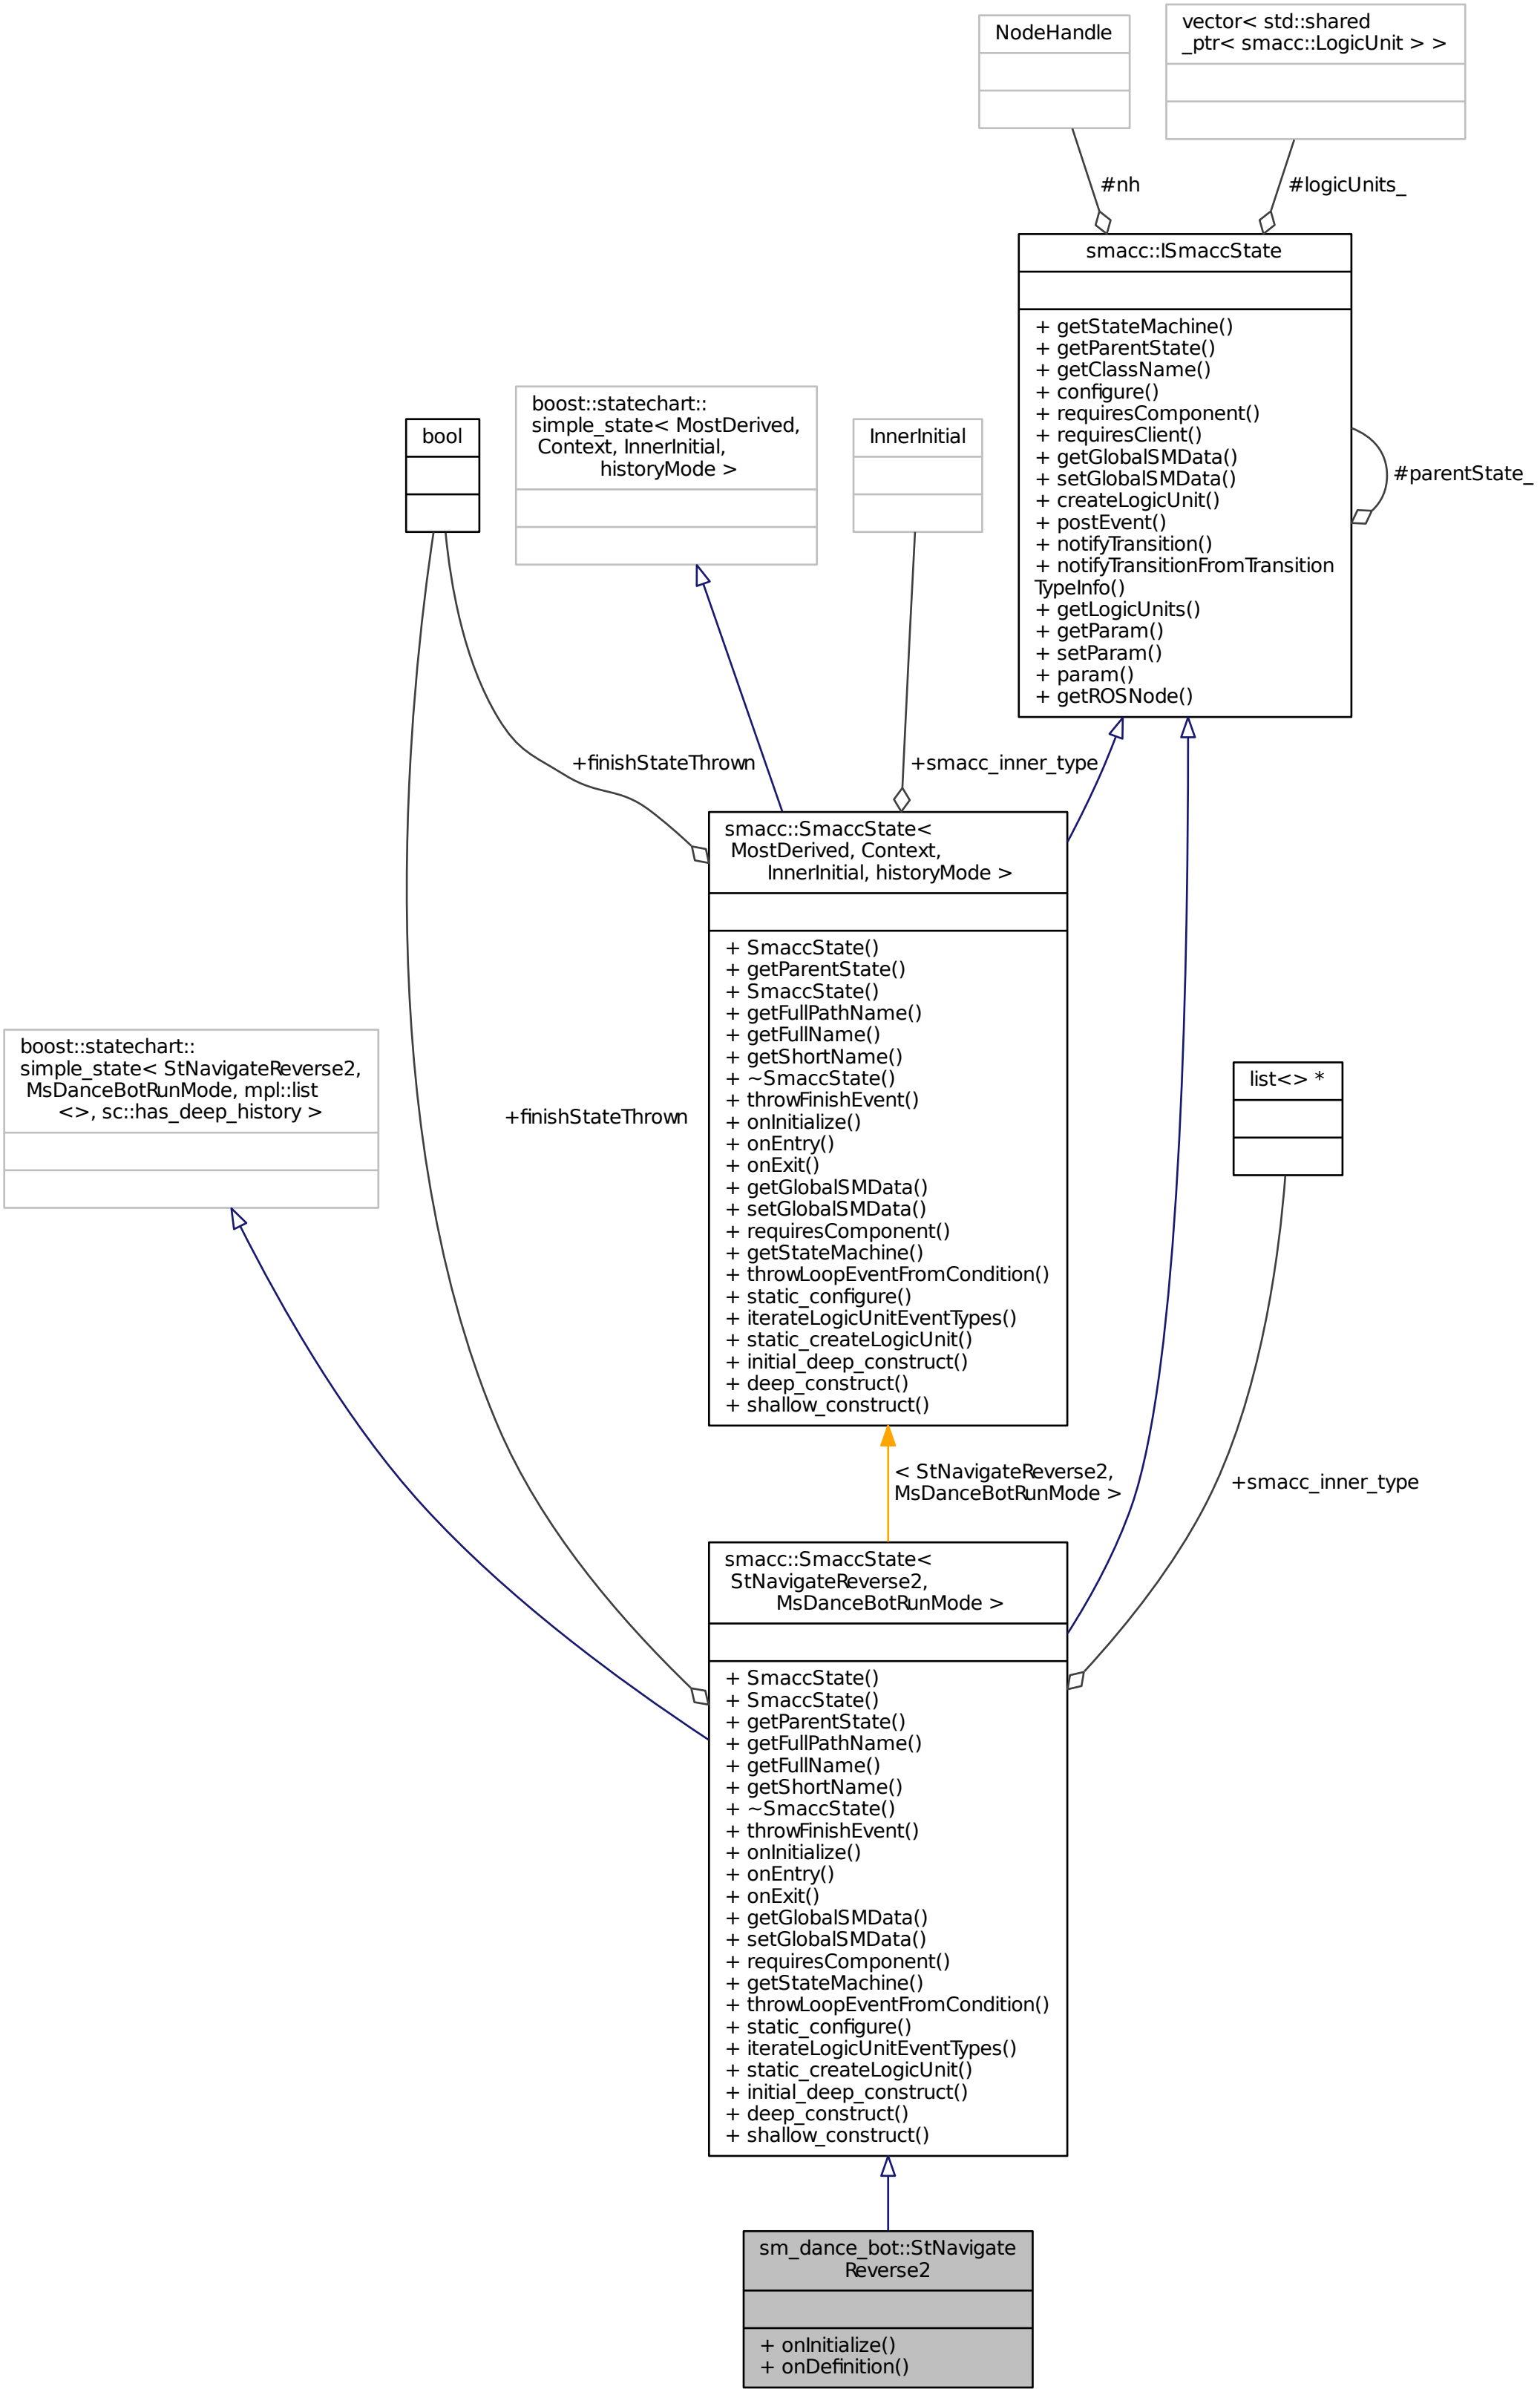 NodeHandle
vector< std::shared
_ptr< smacc::LogicUnit > >
#nh
#logicUnits_
smacc::ISmaccState
+ getStateMachine()
+ getParentState()
+ getClassName()
+ configure()
+ requiresComponent()
+ requiresClient()
+ getGlobalSMData()
+ setGlobalSMData()
+ createLogicUnit()
+ postEvent()
+ notifyTransition()
+ notifyTransitionFromTransition
TypeInfo()
+ getLogicUnits()
+ getParam()
+ setParam()
+ param()
+ getROSNode()
#parentState_
bool
boost::statechart::
simple_state< MostDerived,
Context, InnerInitial,
historyMode >
InnerInitial
+finishStateThrown
+smacc_inner_type
smacc::SmaccState<
MostDerived, Context,
InnerInitial, historyMode >
+ SmaccState()
+ getParentState()
+ SmaccState()
+ getFullPathName()
+ getFullName()
+ getShortName()
+ ~SmaccState()
+ throwFinishEvent()
+ onInitialize()
+ onEntry()
+ onExit()
+ getGlobalSMData()
+ setGlobalSMData()
+ requiresComponent()
+ getStateMachine()
+ throwLoopEventFromCondition()
+ static_configure()
+ iterateLogicUnitEventTypes()
+ static_createLogicUnit()
+ initial_deep_construct()
+ deep_construct()
+ shallow_construct()
boost::statechart::
simple_state< StNavigateReverse2,
MsDanceBotRunMode, mpl::list
<>, sc::has_deep_history >
+finishStateThrown
list<> *
< StNavigateReverse2,
MsDanceBotRunMode >
+smacc_inner_type
smacc::SmaccState<
StNavigateReverse2,
MsDanceBotRunMode >
+ SmaccState()
+ SmaccState()
+ getParentState()
+ getFullPathName()
+ getFullName()
+ getShortName()
+ ~SmaccState()
+ throwFinishEvent()
+ onInitialize()
+ onEntry()
+ onExit()
+ getGlobalSMData()
+ setGlobalSMData()
+ requiresComponent()
+ getStateMachine()
+ throwLoopEventFromCondition()
+ static_configure()
+ iterateLogicUnitEventTypes()
+ static_createLogicUnit()
+ initial_deep_construct()
+ deep_construct()
+ shallow_construct()
sm_dance_bot::StNavigate
Reverse2
+ onInitialize()
+ onDefinition()